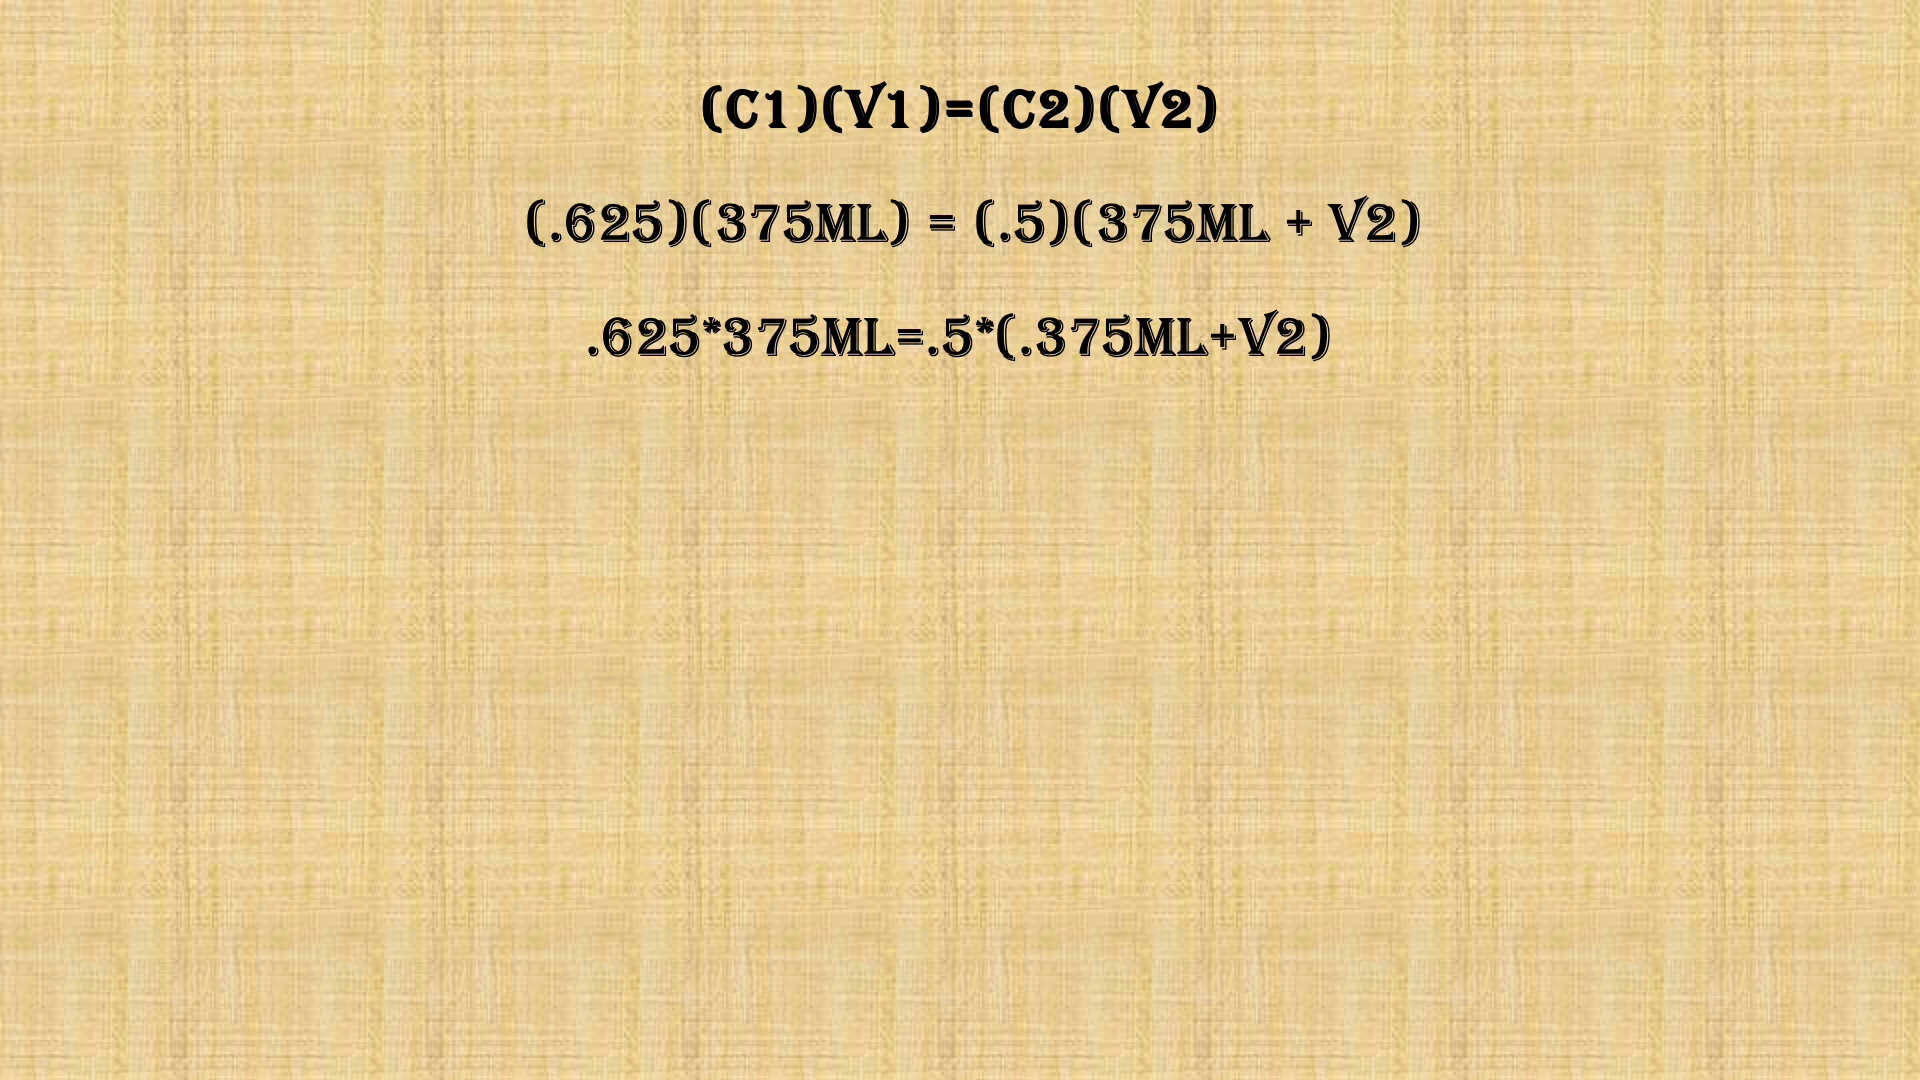 (C1)(V1)=(C2)(V2)
(.625)(375ML) = (.5)(375ML + V2)
.625*375ML=.5*(.375ML+V2)